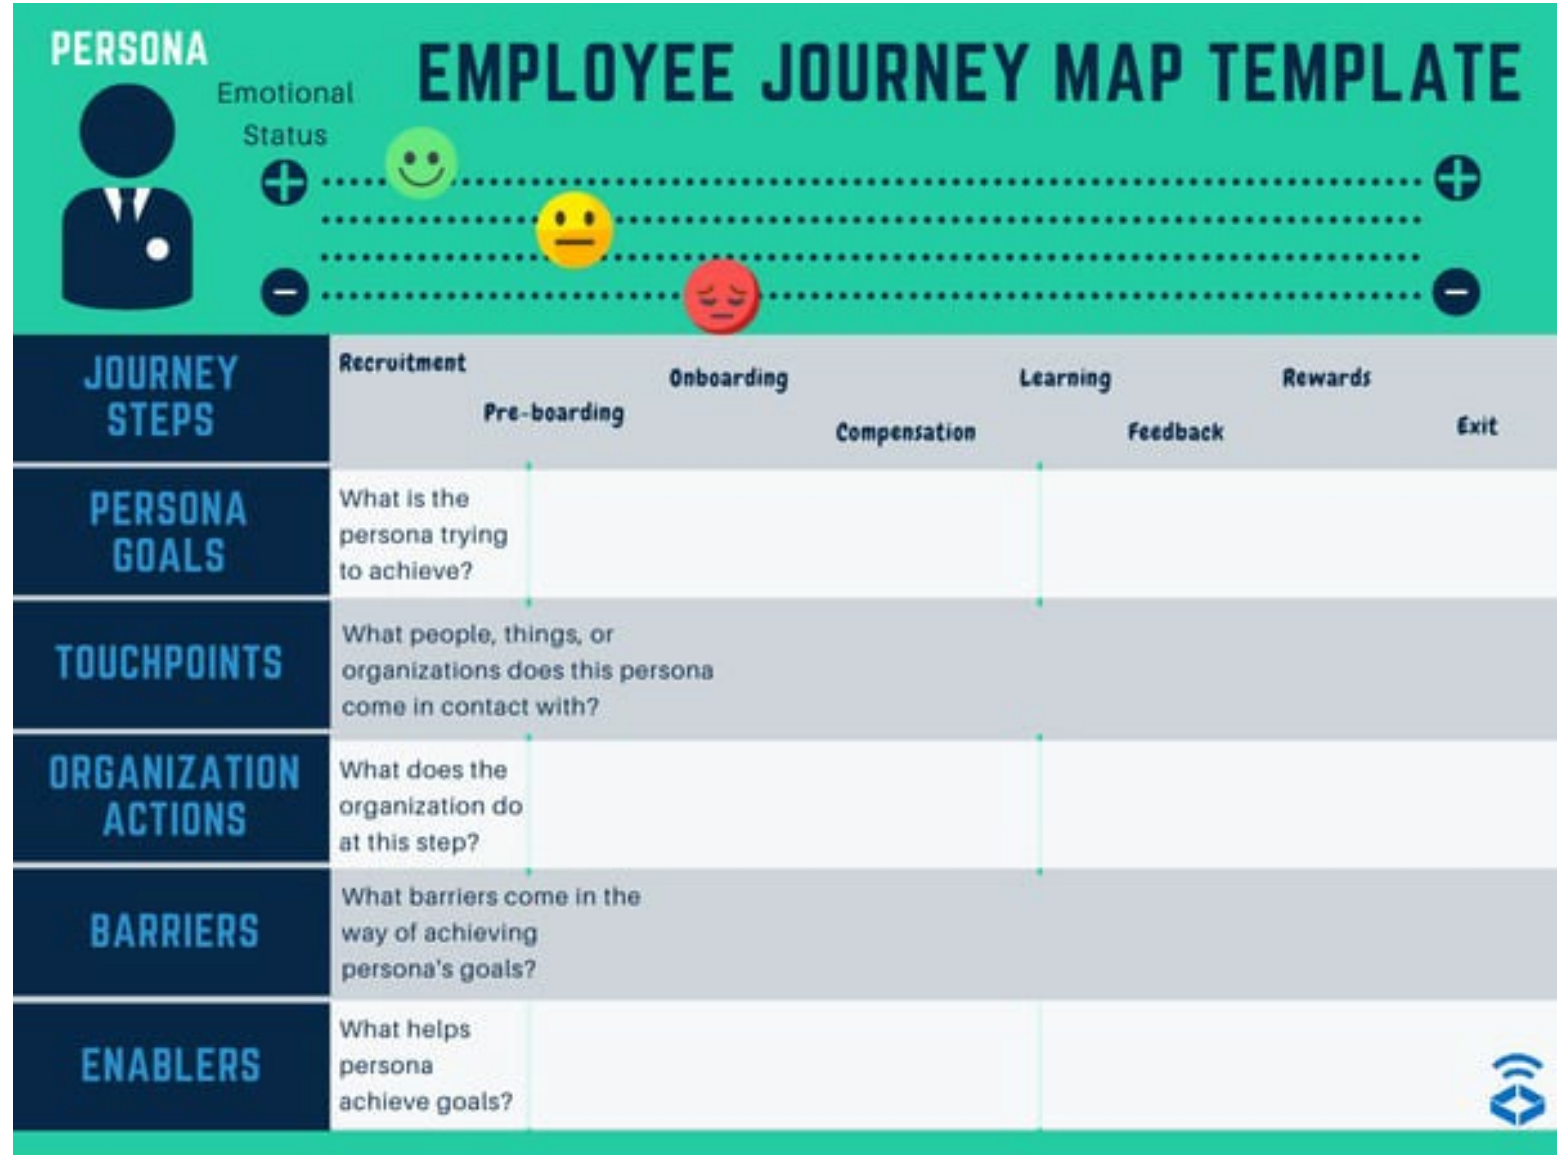 PERSONA
EMPLOYEE JOURNEY MAP TEMPLATE
Emotional
Status
JOURNEY
STEPS
Recruitment
Pre-boarding
Onboarding
Compensation
Learning
Feedback
Rewards
Exit
PERSONA
GOALS
What is the
persona trying
to achieve?
TOUCHPOINTS
What people, things, or
organizations does this persona
come in contact with?
ORGANIZATION
ACTIONS
What does the
organization do
at this step?
BARRIERS
What barriers come in the
way of achieving
persona's goals?
ENABLERS
What helps
persona
achieve goals?